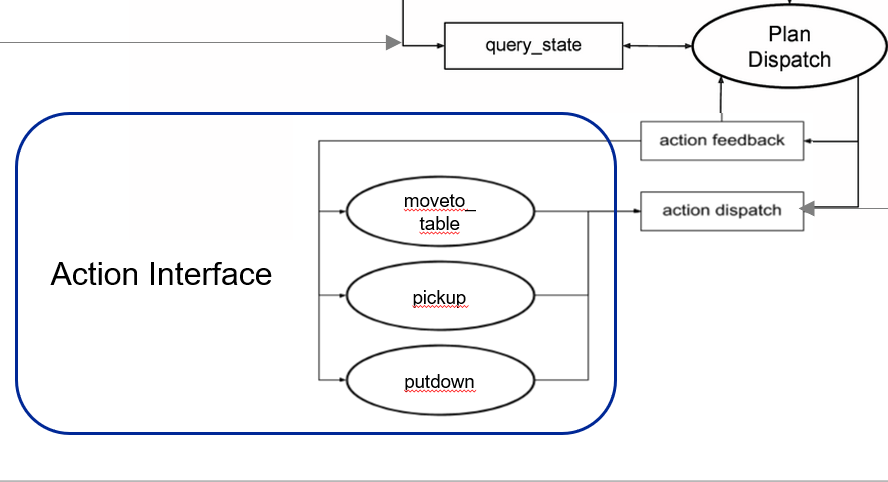 query_state
Plan
Dispatch
action feedback
moveto_
table
action dispatch
Action Interface
pickup
putdown